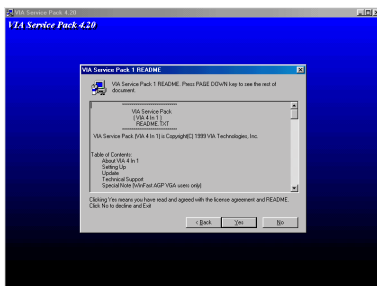 VIA Service Pack 4.20
VIA Service Pack 4.20
VIA Service Pack 1 README
VIA Service Pack 1 README. Press PAGE DOWN key to see the rest of
document.
VIA Service Pack
( VIA 4 In 1 )
README.TXT
VIA Service Pack (VIA 4 In 1) is Copyright(C) 1999 VIA Technologies, Inc.
Table of Contents:
About VIA 4 In 1
Setting Up
Update
Technical Support
Special Note (WinFast AGP VGA users only)
Clicking Yes means you have read and agreed with the license agreement and README.
Click No to decline and Exit
< Back
Yes
No